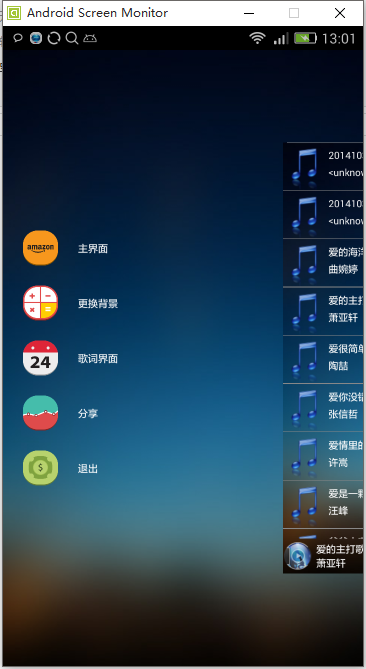 Android Screen Monitor
13:01
amazon
主界面
更换背景
24
歌词界面
分享
退出
2014103
<unknow
2014103
<unknow
爱的海洋
曲婉婷
爱的主打
萧亚轩
爱很简单
陶喆
爱你没错
张信哲
爱情里的
许嵩
爱是一颗
汪峰
爱的主打歌
萧亚轩